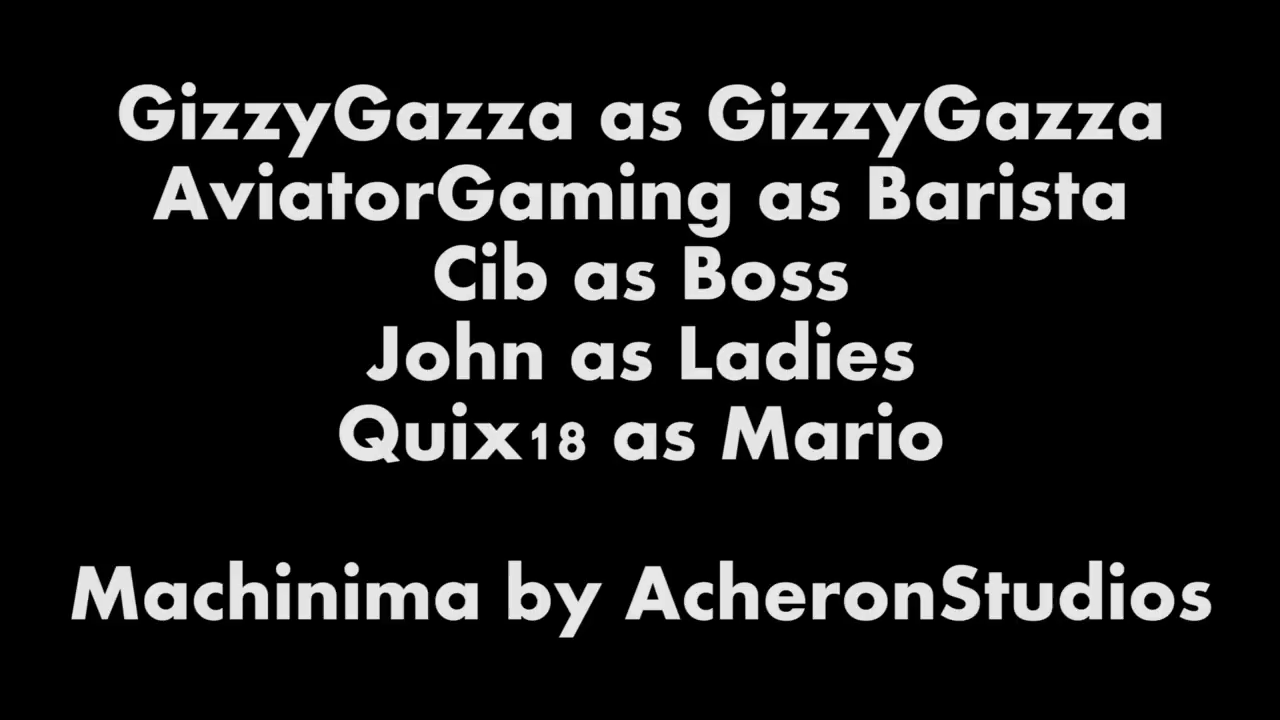 GizzyGazza as GizzyGazza
AviatorGaming as Barista
Cib as Boss
John as Ladies
Quix18 as Mario
Machinima by AcheronStudios